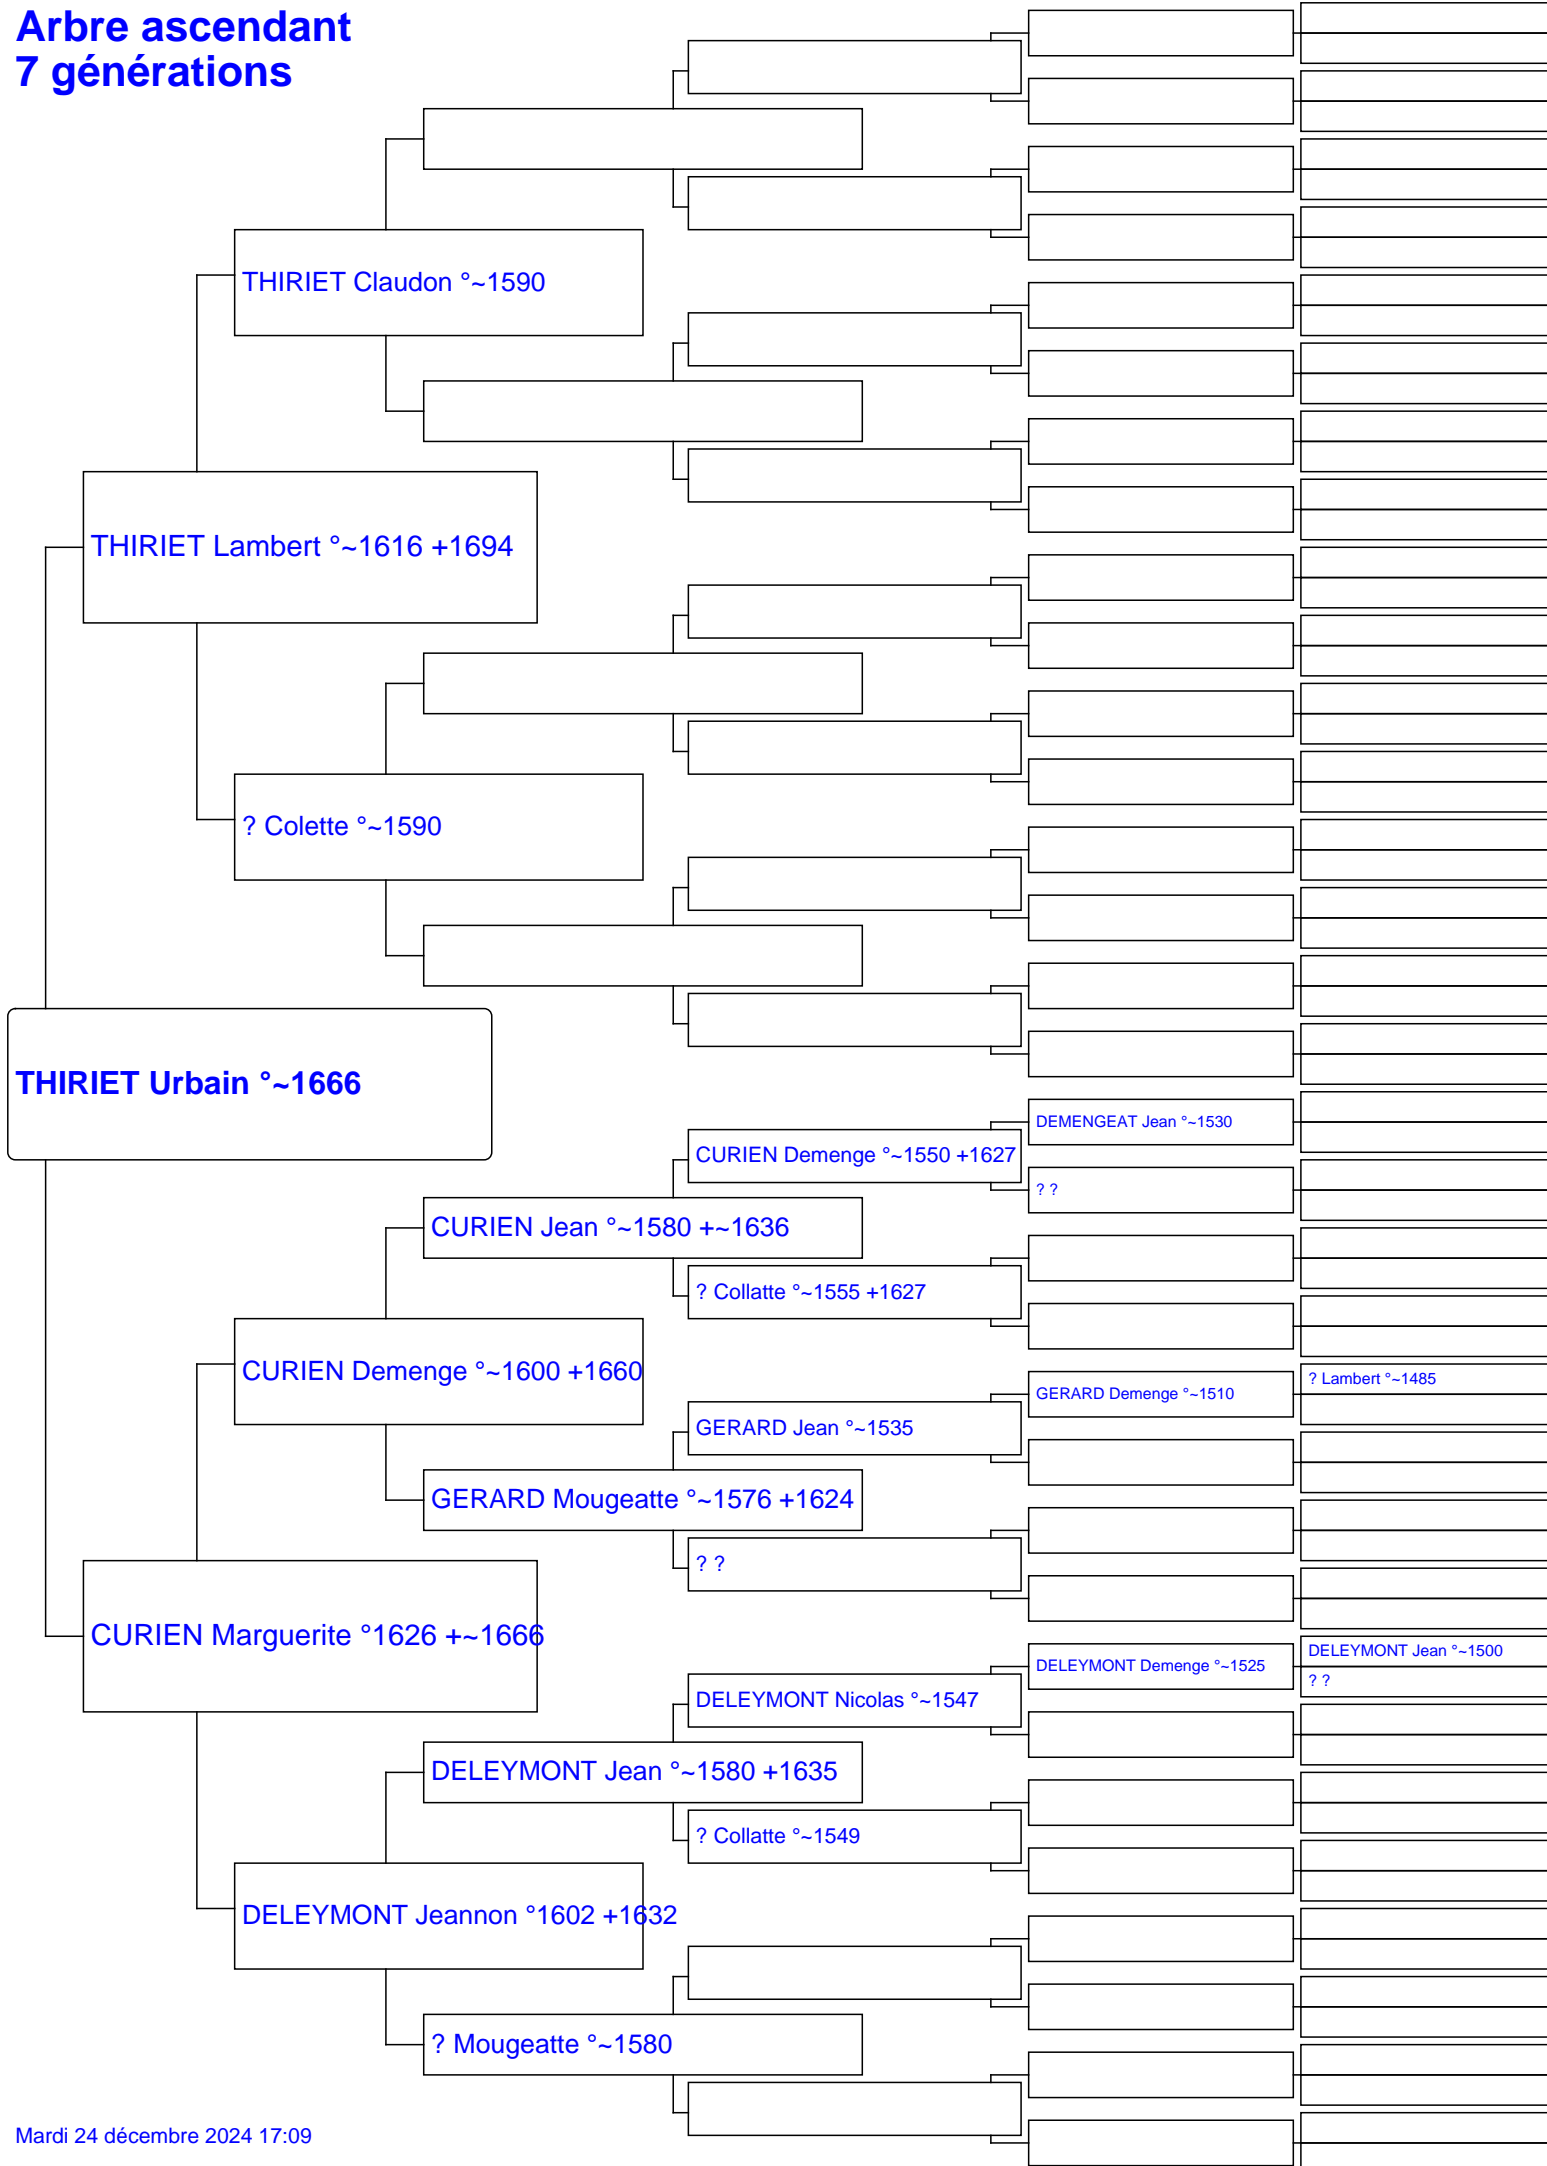 Arbre ascendant
7 générations
THIRIET Claudon °~1590
THIRIET Lambert °~1616 +1694
? Colette °~1590
THIRIET Urbain °~1666
DEMENGEAT Jean °~1530
CURIEN Demenge °~1550 +1627
? ?
CURIEN Jean °~1580 +~1636
? Collatte °~1555 +1627
CURIEN Demenge °~1600 +1660
? Lambert °~1485
GERARD Demenge °~1510
GERARD Jean °~1535
GERARD Mougeatte °~1576 +1624
? ?
CURIEN Marguerite °1626 +~1666
DELEYMONT Jean °~1500
DELEYMONT Demenge °~1525
? ?
DELEYMONT Nicolas °~1547
DELEYMONT Jean °~1580 +1635
? Collatte °~1549
DELEYMONT Jeannon °1602 +1632
? Mougeatte °~1580
Mardi 24 décembre 2024 17:09